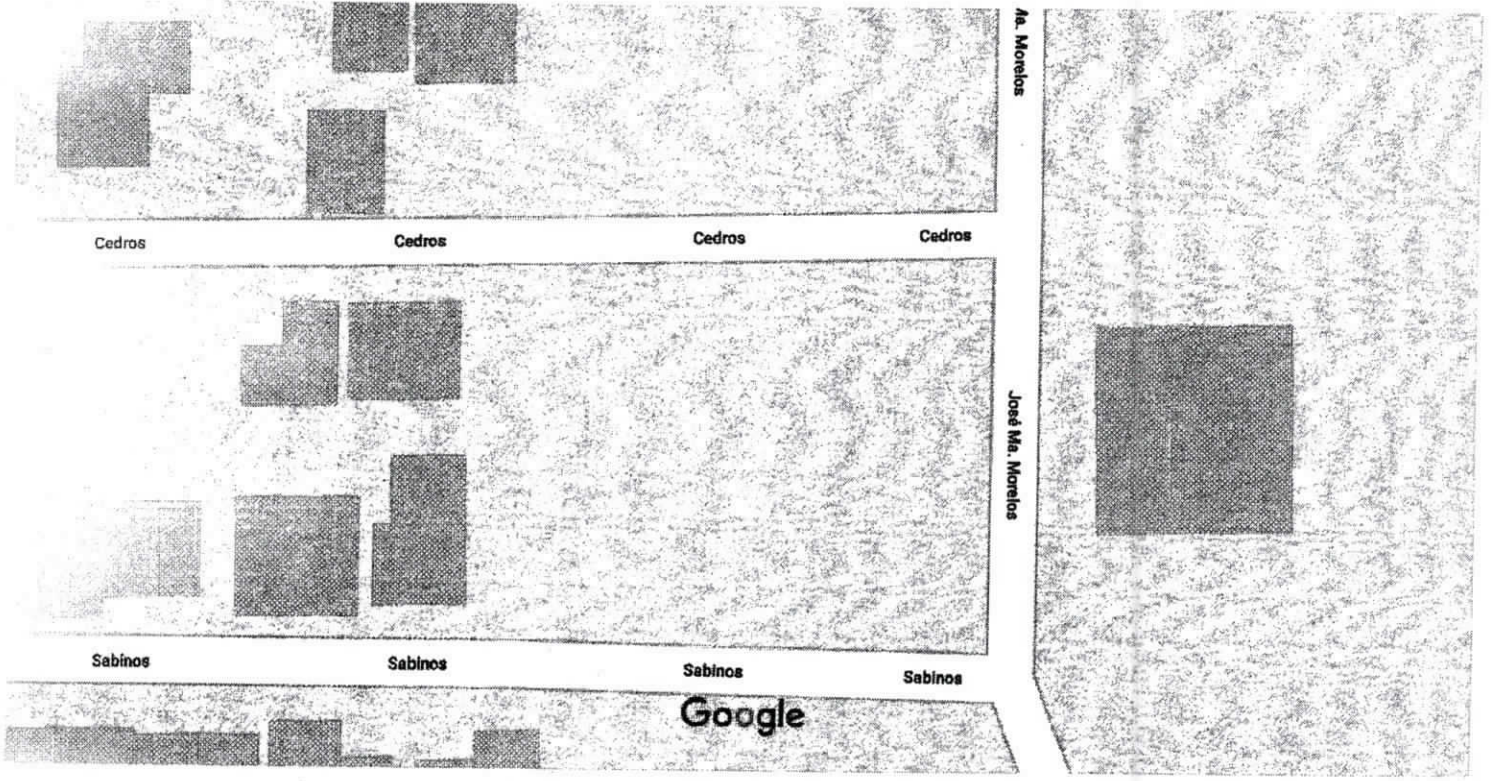 Ma. Morelos
Cedros
Cedros
Cedros
Cedros
José Ma. Morelos
Sabinos
Sabinos
Sabinos
Sabinos
Google